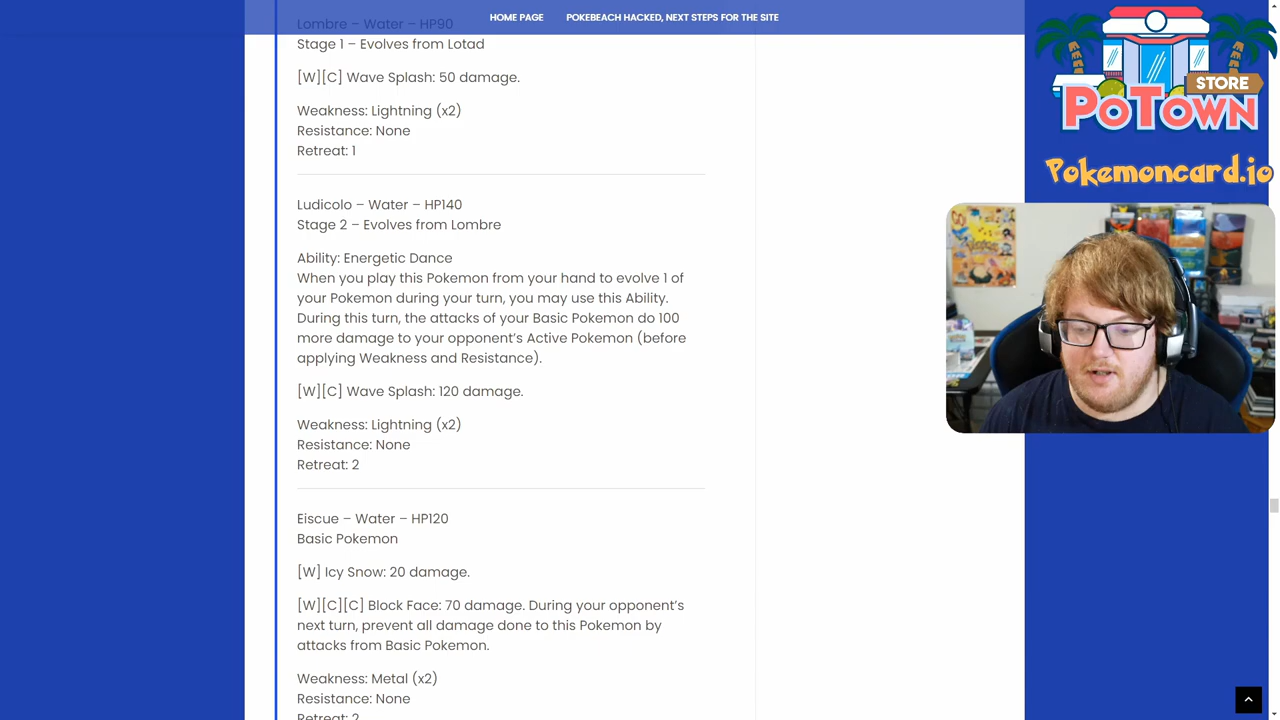 HOME PAGE
POKEBEACH HACKED, NEXT STEPS FOR THE SITE
Lombre – Water – HP90
Stage 1 – Evolves from Lotad
[W][C] Wave Splash: 50 damage.
Weakness: Lightning (x2)
Resistance: None
Retreat: 1
Ludicolo – Water – HP140
Stage 2 – Evolves from Lombre
Ability: Energetic Dance
When you play this Pokemon from your hand to evolve 1 of
your Pokemon during your turn, you may use this Ability.
During this turn, the attacks of your Basic Pokemon do 100
more damage to your opponent’s Active Pokemon (before
applying Weakness and Resistance).
[W][C] Wave Splash: 120 damage.
Weakness: Lightning (x2)
Resistance: None
Retreat: 2
Eiscue – Water – HP120
Basic Pokemon
[W] Icy Snow: 20 damage.
[W][C][C] Block Face: 70 damage. During your opponent’s
next turn, prevent all damage done to this Pokemon by
attacks from Basic Pokemon.
Weakness: Metal (x2)
Resistance: None
Retreat: 2
STORE
POTOWN
Pokemoncard.io